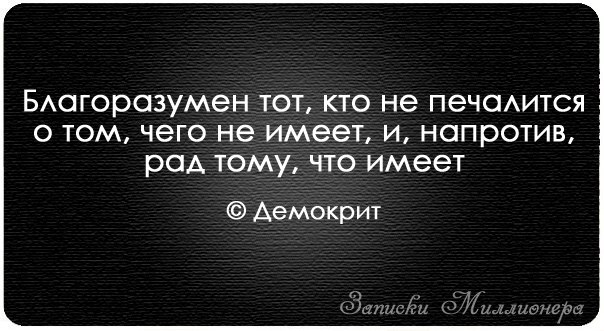 Благоразумен тот, кто не печалится
о том, чего не имеет, и, напротив,
рад тому, что имеет
© Демокрит
Записки Миллионера